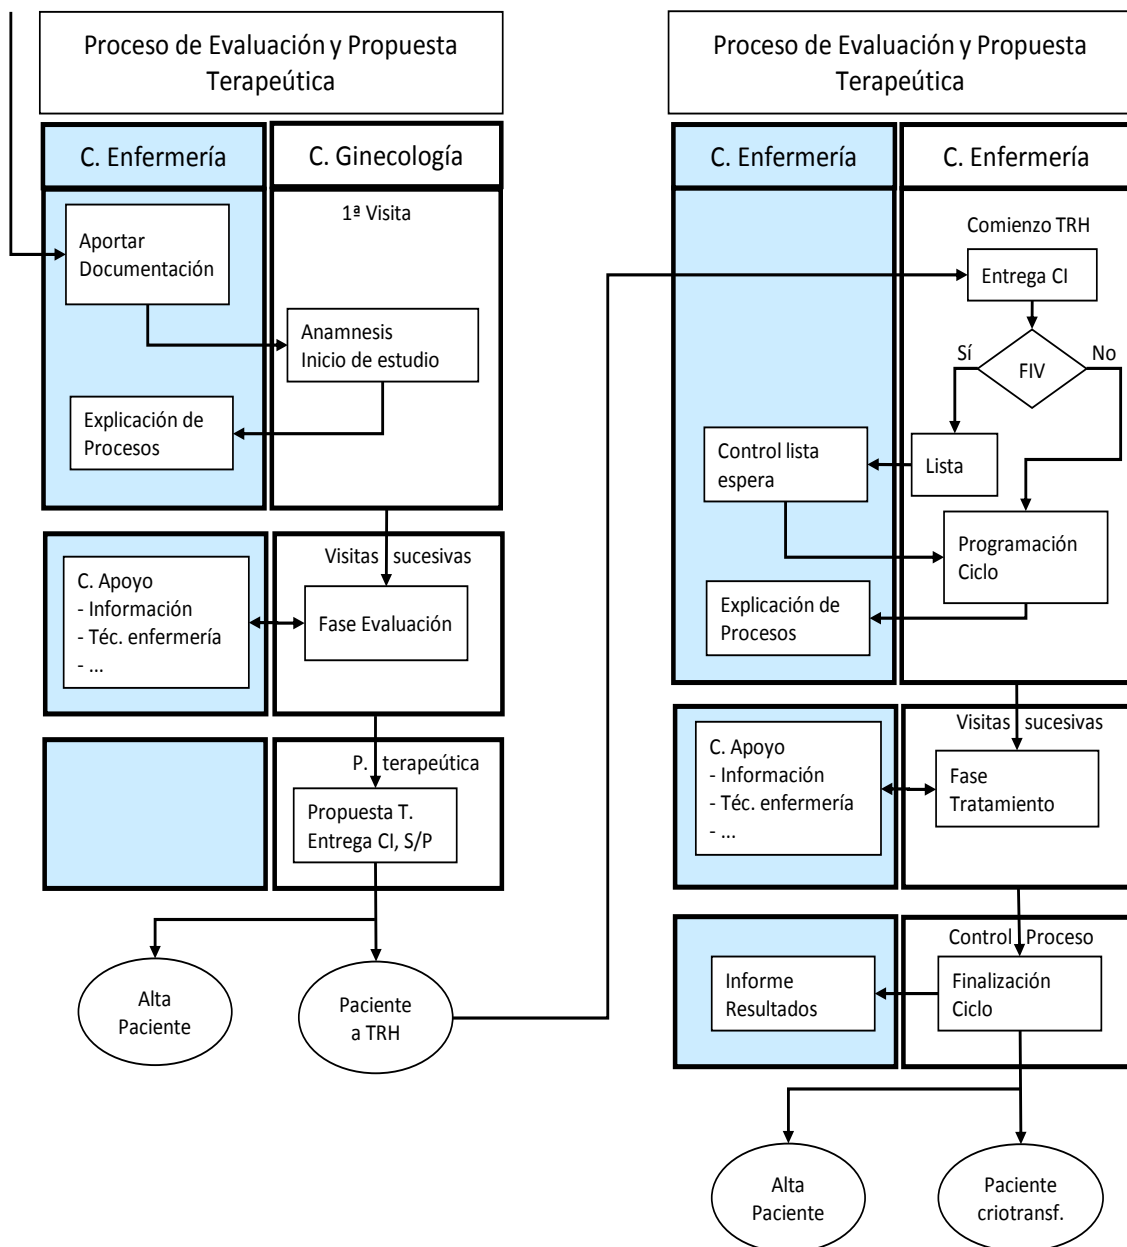 Proceso de Evaluación y Propuesta
Terapeútica
C. Enfermería
C. Ginecología
1ª Visita
Aportar
Documentación
Anamnesis
Inicio de estudio
Explicación de
Procesos
Visitas sucesivas
C. Apoyo
- Información
- Téc. enfermería
- ...
Fase Evaluación
P. terapeútica
Propuesta T.
Entrega CI, S/P
Alta
Paciente
Paciente
a TRH
Proceso de Evaluación y Propuesta
Terapeútica
C. Enfermería
C. Enfermería
Comienzo TRH
Entrega CI
Sí
FIV
No
Control lista
espera
Lista
Programación
Ciclo
Explicación de
Procesos
Visitas sucesivas
C. Apoyo
- Información
- Téc. enfermería
- ...
Fase
Tratamiento
Control Proceso
Informe
Resultados
Finalización
Ciclo
Alta
Paciente
Paciente
criotransf.